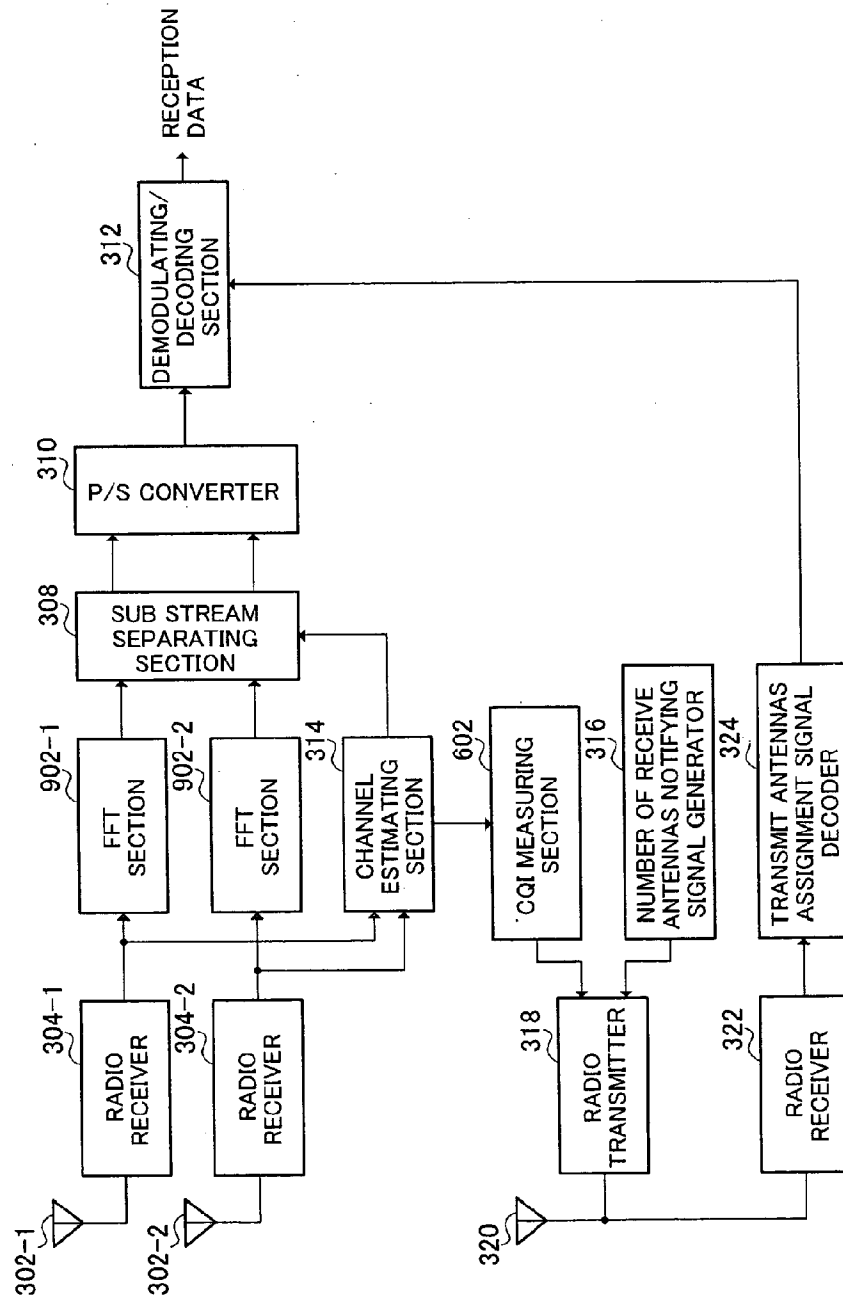 302-1
304-1
RADIO
RECEIVER
902-1
FFT
SECTION
302-2
304-2
RADIO
RECEIVER
902-2
FFT
SECTION
308
SUB STREAM
SEPARATING
SECTION
310
P/S CONVERTER
312
DEMODULATING/
DECODING
SECTION
RECEPTION
DATA
314
CHANNEL
ESTIMATING
SECTION
602
CQI MEASURING
SECTION
316
NUMBER OF RECEIVE
ANTENNAS NOTIFYING
SIGNAL GENERATOR
318
RADIO
TRANSMITTER
320
322
RADIO
RECEIVER
324
TRANSMIT ANTENNAS
ASSIGNMENT SIGNAL
DECODER